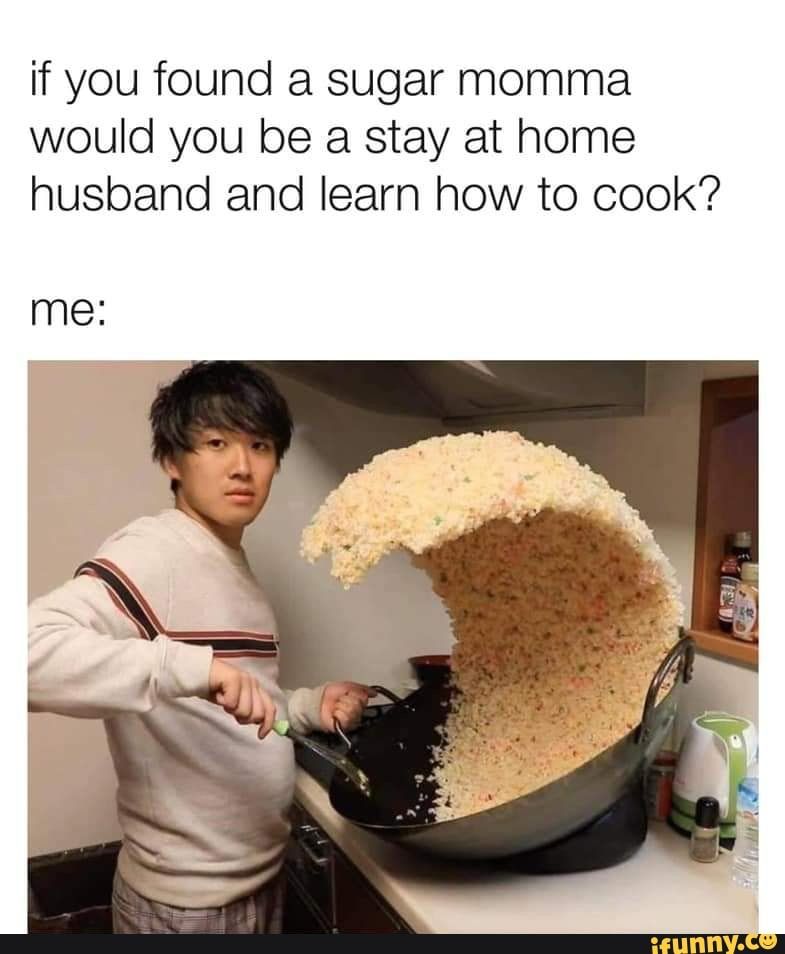 if you found a sugar momma
would you be a stay at home
husband and learn how to cook?
me:
ifunny.co